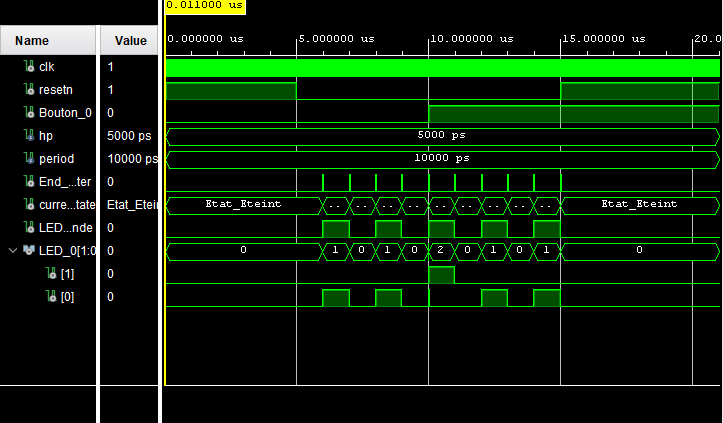 0.011000 us
Name Value 0.000000 us 5.000000 us 10.000000 us 15.000000 us 20.0
clk 1
resetn 1
Bouton_0 0
hp 5000 ps 5000 ps
period 10000 ps 10000 ps
End_...ter 0
curre...tate Etat_Etein Etat_Eteint .. .. .. .. .. .. .. .. .. Etat_Eteint
LED...nde 0
LED_0[1:0 0 0 1 0 1 0 2 0 1 0 1 0
[1] 0
[0] 0